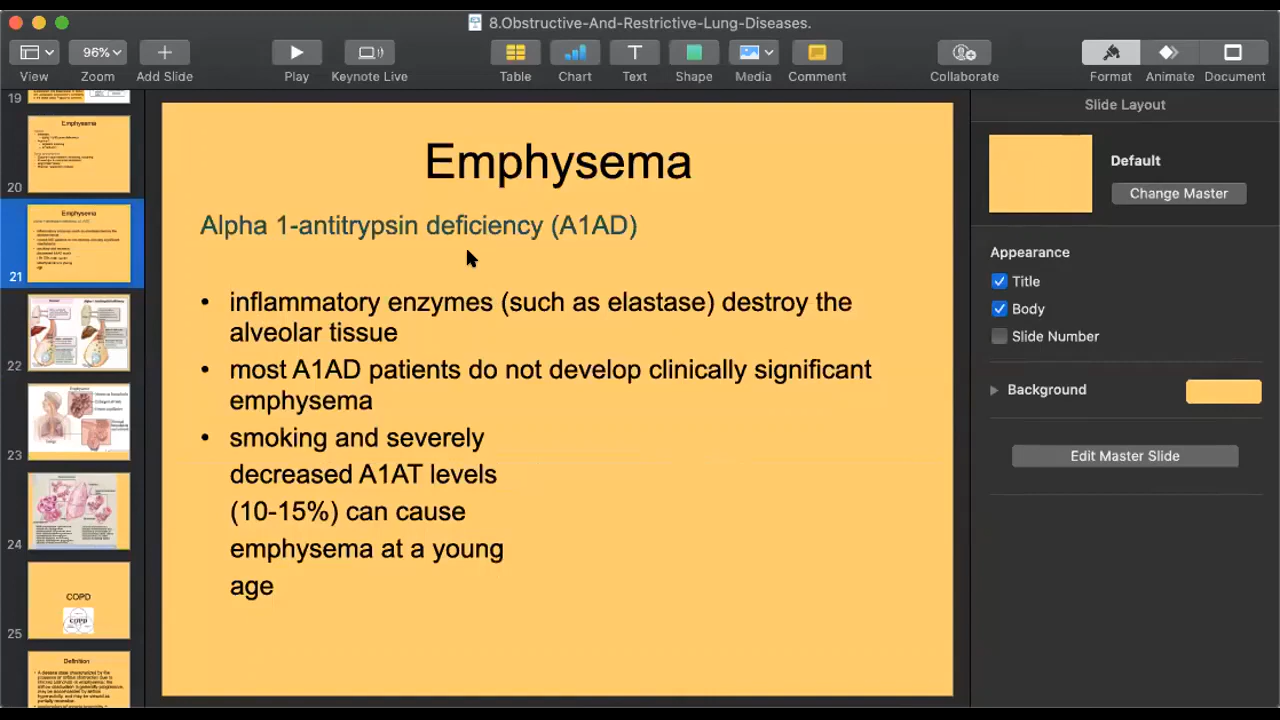 8.Obstructive-And-Restrictive-Lung-Diseases.
96%
View
Zoom
Add Slide
Play
Keynote Live
Table
Chart
Text
Shape
Media
Comment
Collaborate
Format
Animate
Document
19
Emphysema
20
Emphysema
21
22
23
24
COPD
25
Definition
Emphysema
Alpha 1-antitrypsin deficiency (A1AD)
• inflammatory enzymes (such as elastase) destroy the
alveolar tissue
• most A1AD patients do not develop clinically significant
emphysema
• smoking and severely
decreased A1AT levels
(10-15%) can cause
emphysema at a young
age
Slide Layout
Default
Change Master
Appearance
Title
Body
Slide Number
Background
Edit Master Slide